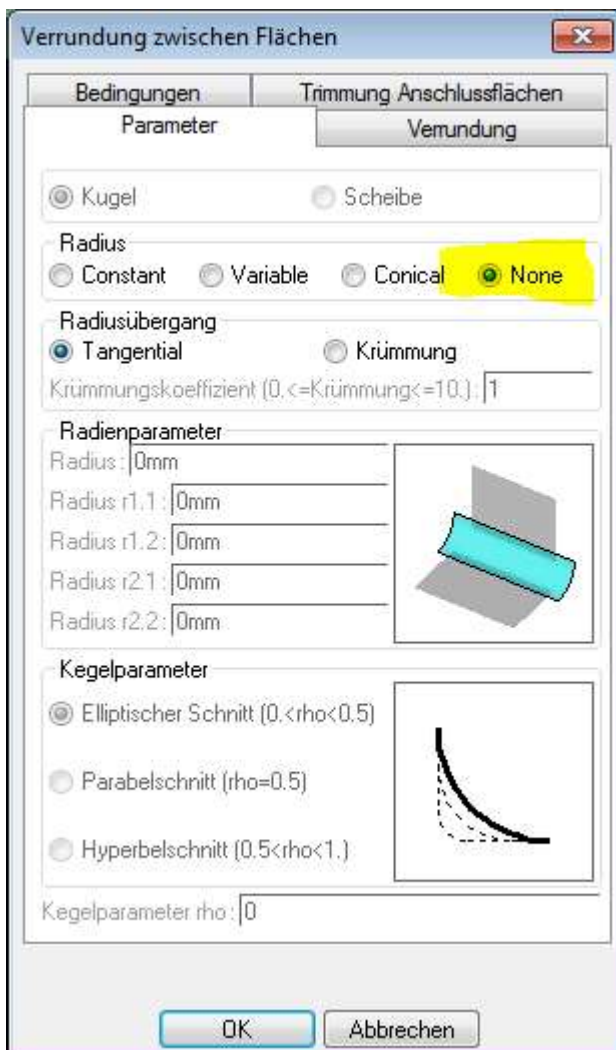 Verrundung zwischen Flächen
Bedingungen Trimmung Anschlussflächen
Parameter Verrundung
Kugel Scheibe
Radius
Constant Variable Conical None
Radiusübergang
Tangential Krümmung
Krümmungskoeffizient (0.<=Krümmung<=10.) : 1
Radienparameter
Radius : 0mm
Radius r1.1 : 0mm
Radius r1.2 : 0mm
Radius r2.1 : 0mm
Radius r2.2 : 0mm
Kegelparameter
Elliptischer Schnitt (0.<rho<0.5)
Parabelschnitt (rho=0.5)
Hyperbelschnitt (0.5<rho<1.)
Kegelparameter rho : 0
OK Abbrechen